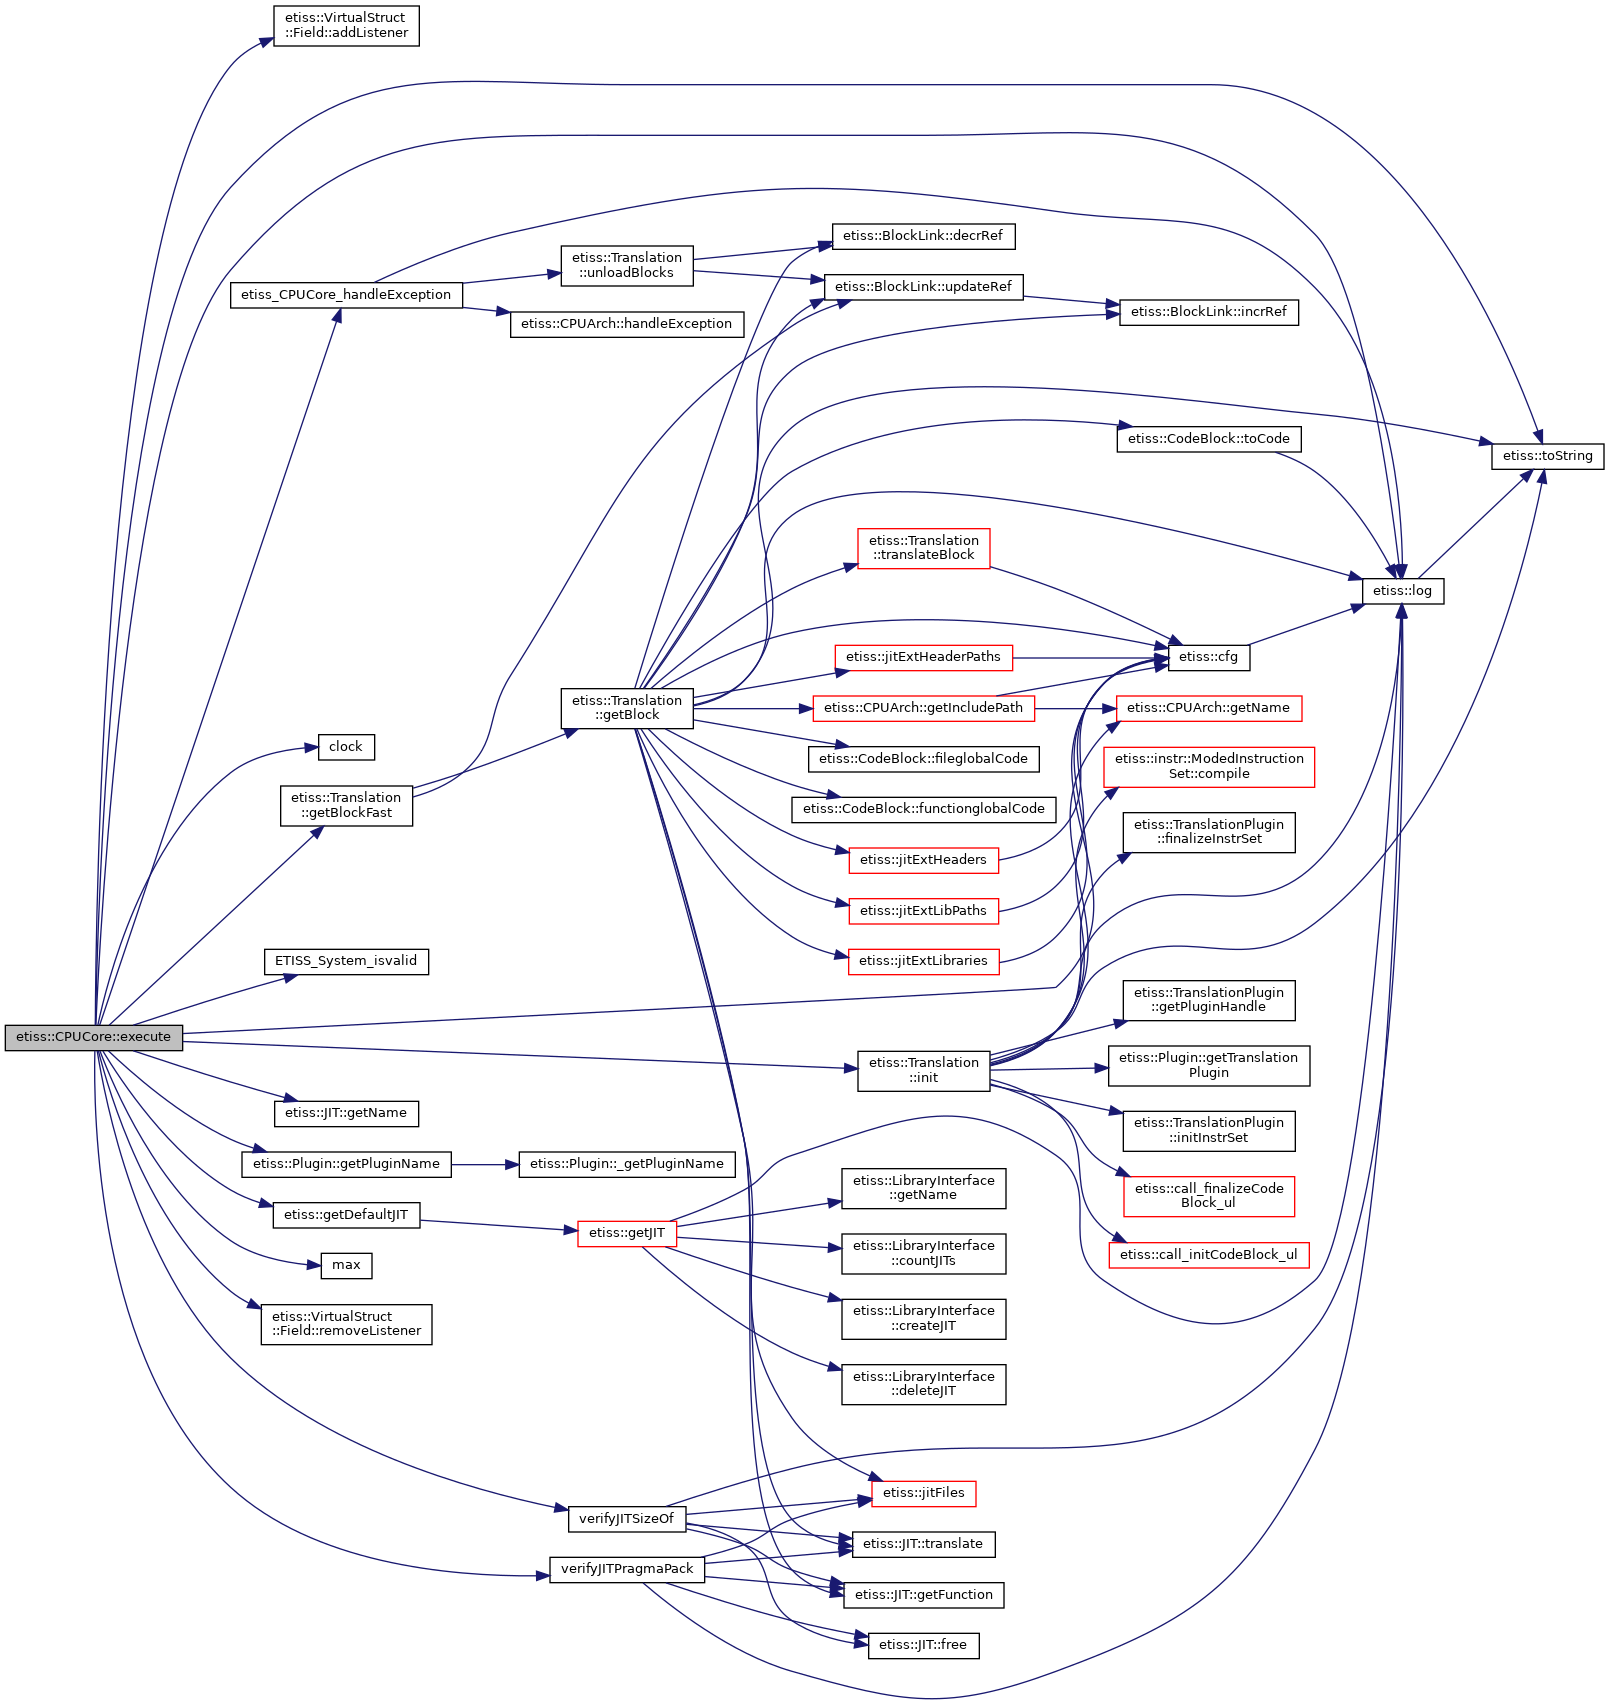 etiss::VirtualStruct
::Field::addListener
etiss_CPUCore_handleException
etiss::Translation
::unloadBlocks
etiss::CPUArch::handleException
etiss::BlockLink::decrRef
etiss::BlockLink::updateRef
etiss::BlockLink::incrRef
etiss::CodeBlock::toCode
etiss::toString
etiss::Translation
::translateBlock
etiss::log
etiss::jitExtHeaderPaths
etiss::cfg
etiss::Translation
::getBlock
etiss::CPUArch::getIncludePath
etiss::CPUArch::getName
clock
etiss::CodeBlock::fileglobalCode
etiss::instr::ModedInstruction
Set::compile
etiss::Translation
::getBlockFast
etiss::CodeBlock::functionglobalCode
etiss::TranslationPlugin
::finalizeInstrSet
etiss::jitExtHeaders
etiss::jitExtLibPaths
etiss::jitExtLibraries
ETISS_System_isvalid
etiss::TranslationPlugin
::getPluginHandle
etiss::CPUCore::execute
etiss::Translation
::init
etiss::Plugin::getTranslation
Plugin
etiss::JIT::getName
etiss::TranslationPlugin
::initInstrSet
etiss::Plugin::getPluginName
etiss::Plugin::_getPluginName
etiss::LibraryInterface
::getName
etiss::call_finalizeCode
Block_ul
etiss::getDefaultJIT
etiss::getJIT
etiss::LibraryInterface
::countJITs
etiss::call_initCodeBlock_ul
max
etiss::LibraryInterface
::createJIT
etiss::VirtualStruct
::Field::removeListener
etiss::LibraryInterface
::deleteJIT
etiss::jitFiles
verifyJITSizeOf
etiss::JIT::translate
verifyJITPragmaPack
etiss::JIT::getFunction
etiss::JIT::free